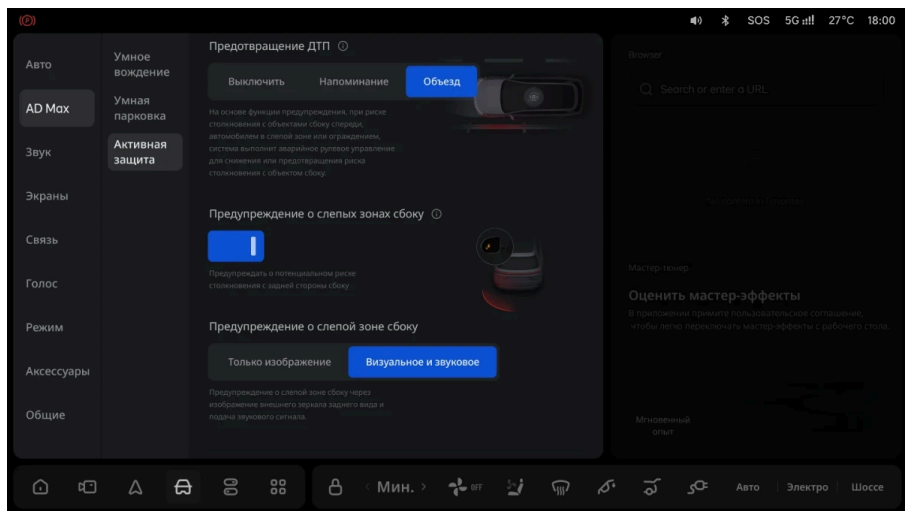 (P)
SOS 5G 27°C 18:00
Авто
AD Max
Звук
Экраны
Связь
Голос
Режим
Аксессуары
Общие
Умное
вождение
Умная
парковка
Активная
защита
Предотвращение ДТП
Выключить Напоминание Объезд
На основе функции предупреждения, при риске
столкновения с объектами сбоку спереди,
автомобилем в слепой зоне или ограждением,
система выполнит аварийное рулевое управление
для снижения или предотвращения риска
столкновения с объектом сбоку.
Предупреждение о слепых зонах сбоку
Предупреждать о потенциальном риске
столкновения с задней стороны сбоку
Предупреждение о слепой зоне сбоку
Только изображение Визуальное и звуковое
Предупреждение о слепой зоне сбоку через
изображение внешнего зеркала заднего вида и
подача звукового сигнала.
Browser
Search or enter a URL
Мастер-тюнер
Оценить мастер-эффекты
В приложении примите пользовательское соглашение,
чтобы легко переключать мастер-эффекты с рабочего стола.
Мгновенный
опыт
< Мин. > OFF Авто Электро Шоссе